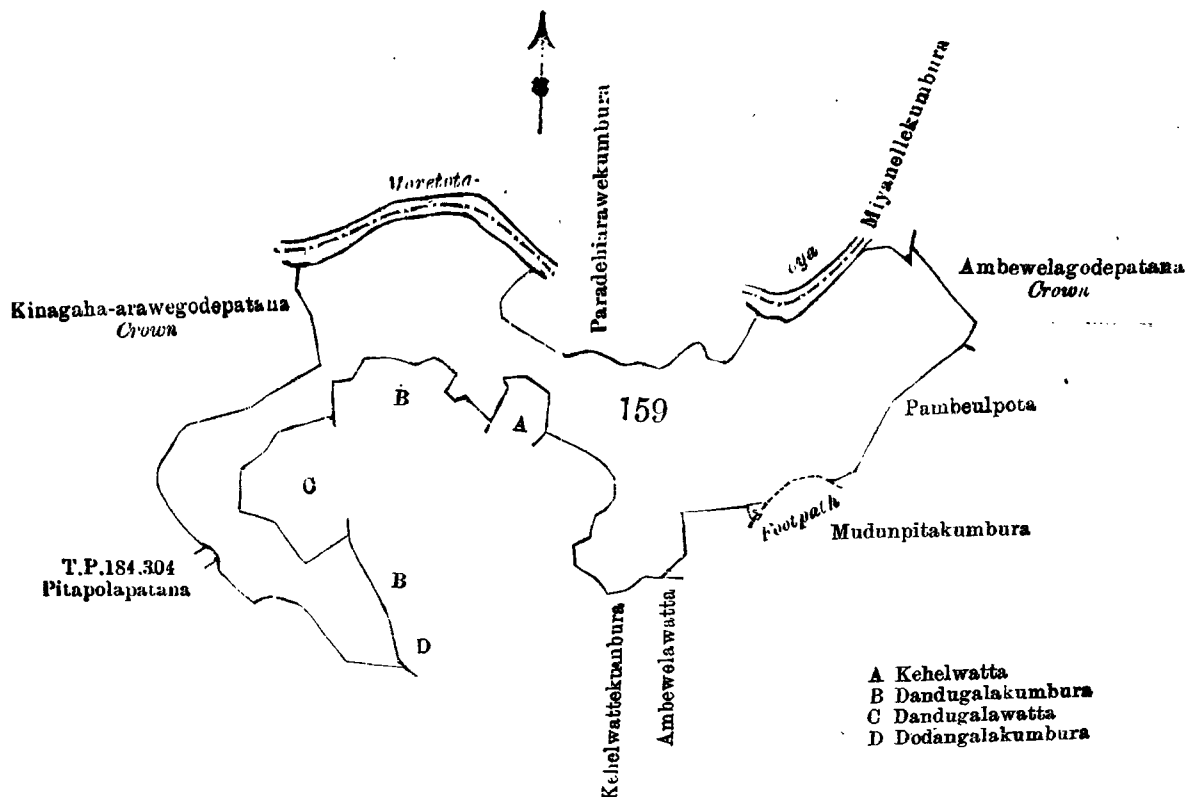 Moretota-
Paradehiarawekumbura
oya
Miyanellekumbura
Kinagaha-arawegodepatana
Crown
Ambewelagodepatana
Crown
B
A
159
Pambeulpota
C
Footpath
Mudunpitakumbura
T.P.184,304
Pitapolapatana
B
D
Kehelwattekumbura
Ambewelawatta
A Kehelwatta
B Dandugalakumbura
C Dandugalawatta
D Dodangalakumbura